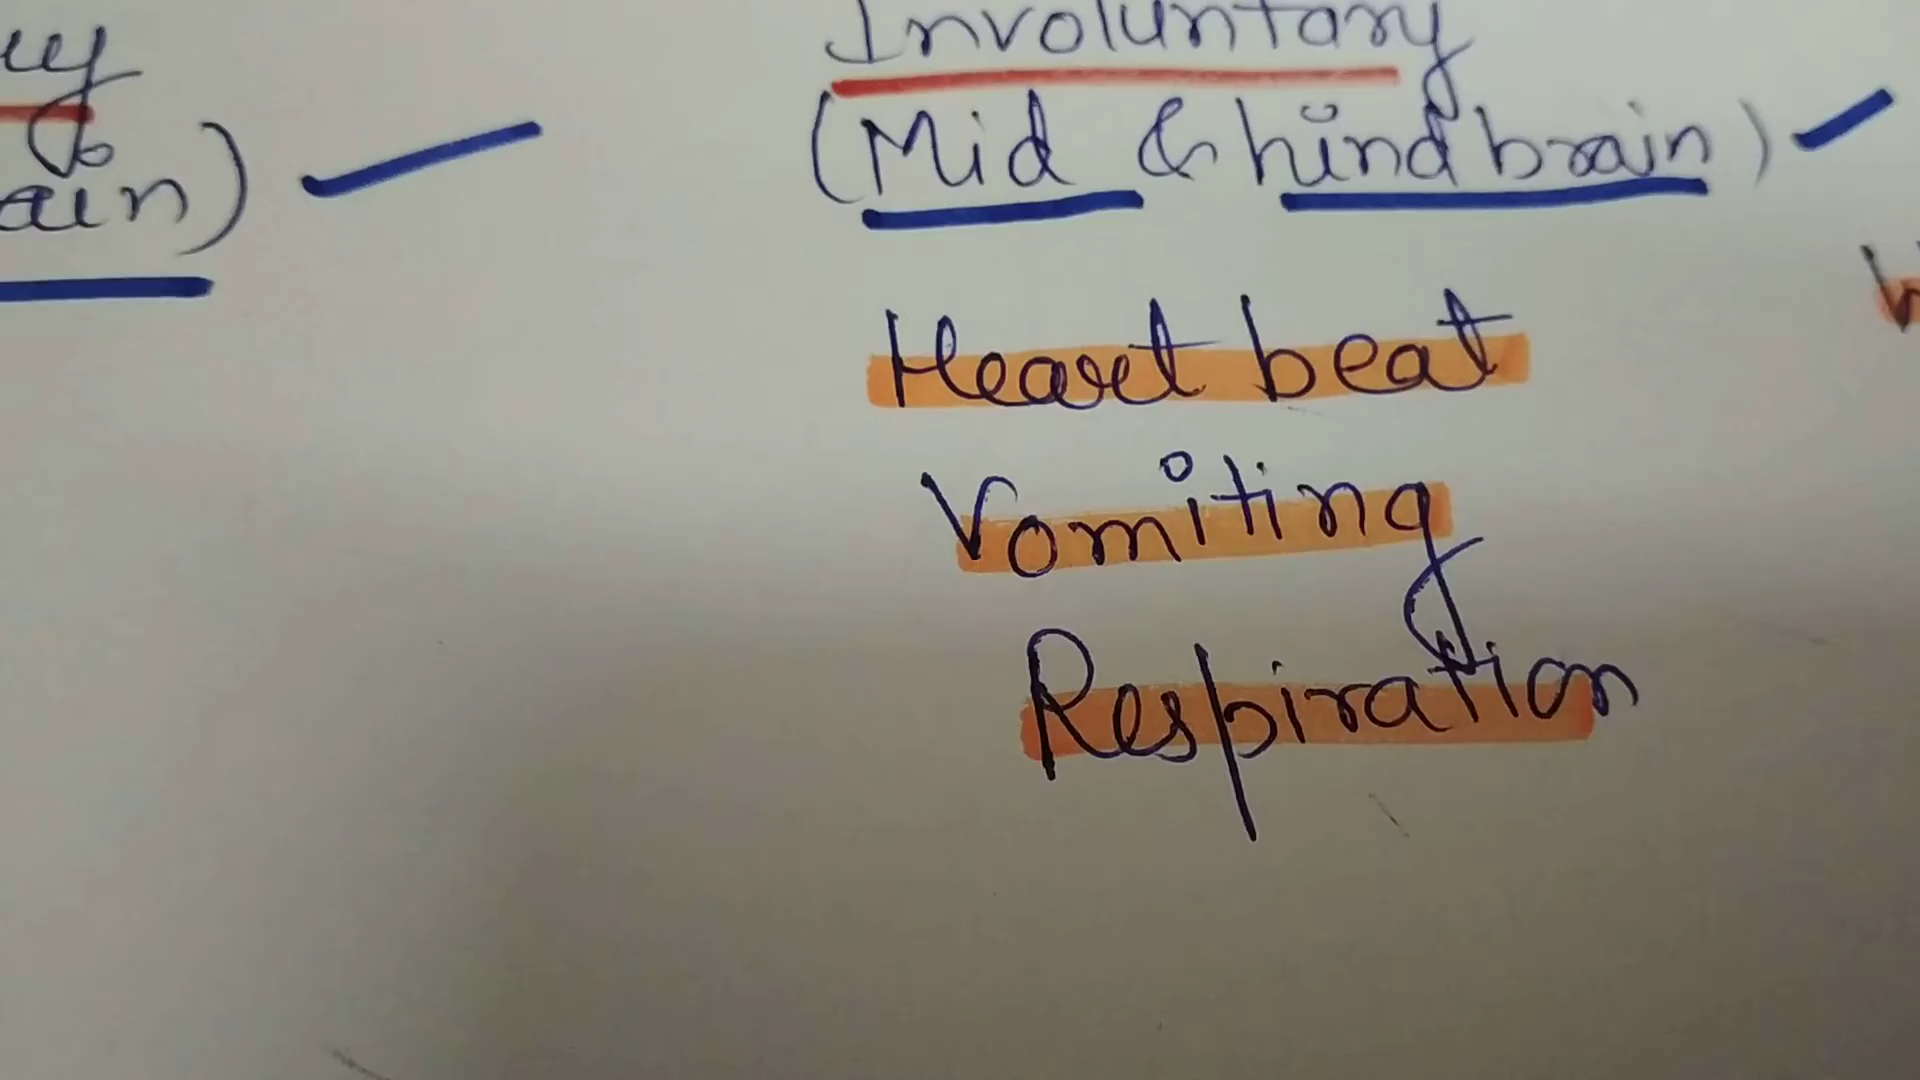 Involuntary
(Mid & hind brain)
Heart beat
Vomiting
Respiration